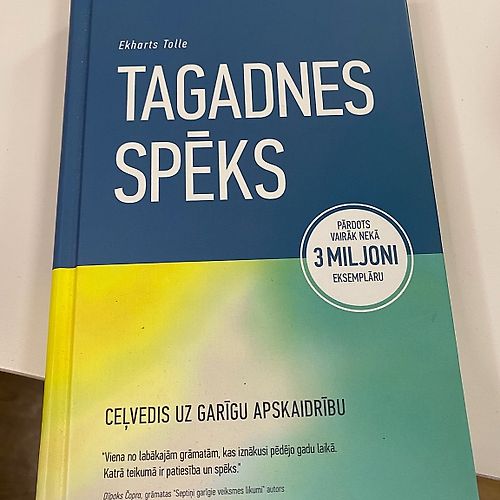 Ekharts Tolle
TAGADNES
SPĒKS
PĀRDOTS
VAIRĀK NEKĀ
3 MILJONI
EKSEMPLĀRU
CEĻVEDIS UZ GARĪGU APSKAIDRĪBU
"Viena no labākajām grāmatām, kas iznākusi pēdējo gadu laikā.
Katrā teikumā ir patiesība un spēks."
Dīpaks Čopra, grāmatas "Septiņi garīgie veiksmes likumi" autors